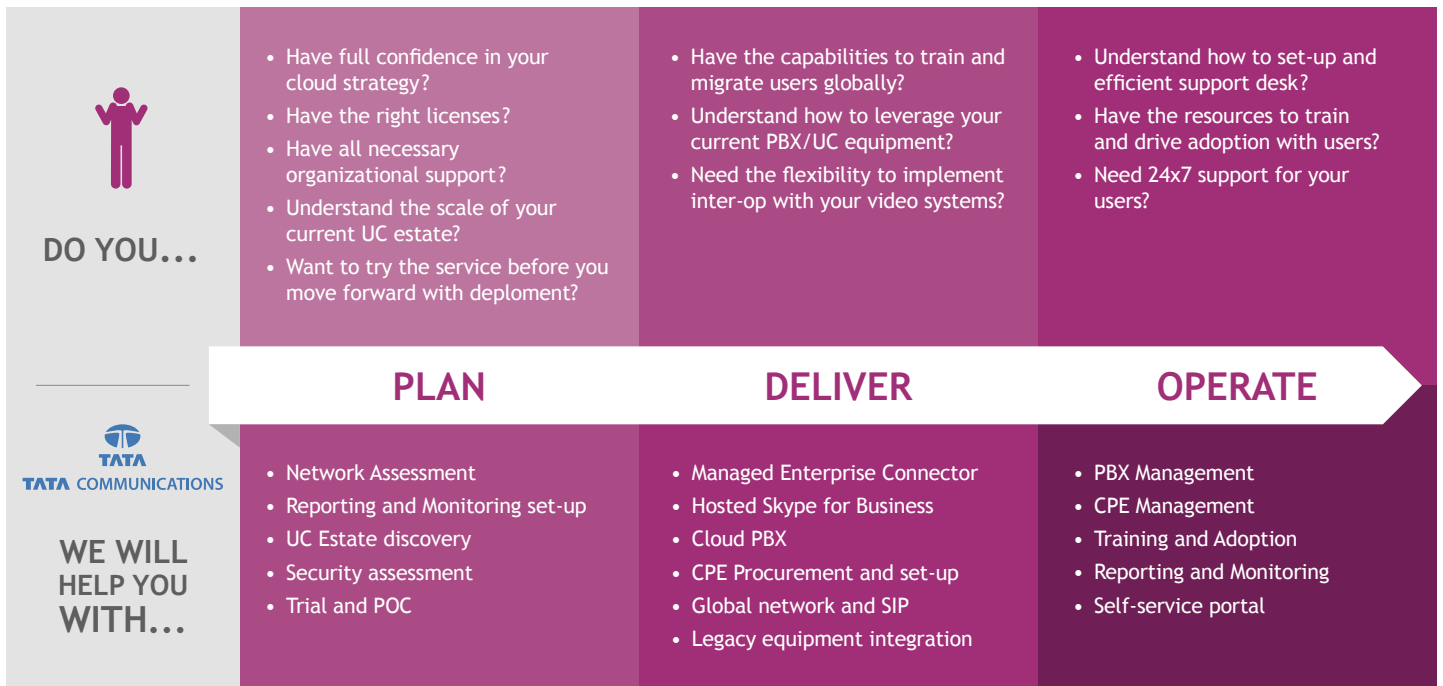 DO YOU...
• Have full confidence in your
cloud strategy?
• Have the right licenses?
• Have all necessary
organizational support?
• Understand the scale of your
current UC estate?
• Want to try the service before you
move forward with deploment?
• Have the capabilities to train and
migrate users globally?
• Understand how to leverage your
current PBX/UC equipment?
• Need the flexibility to implement
inter-op with your video systems?
• Understand how to set-up and
efficient support desk?
• Have the resources to train
and drive adoption with users?
• Need 24x7 support for your
users?
PLAN
DELIVER
OPERATE
TATA
TATA COMMUNICATIONS
WE WILL
HELP YOU
WITH...
• Network Assessment
• Reporting and Monitoring set-up
• UC Estate discovery
• Security assessment
• Trial and POC
• Managed Enterprise Connector
• Hosted Skype for Business
• Cloud PBX
• CPE Procurement and set-up
• Global network and SIP
• Legacy equipment integration
• PBX Management
• CPE Management
• Training and Adoption
• Reporting and Monitoring
• Self-service portal